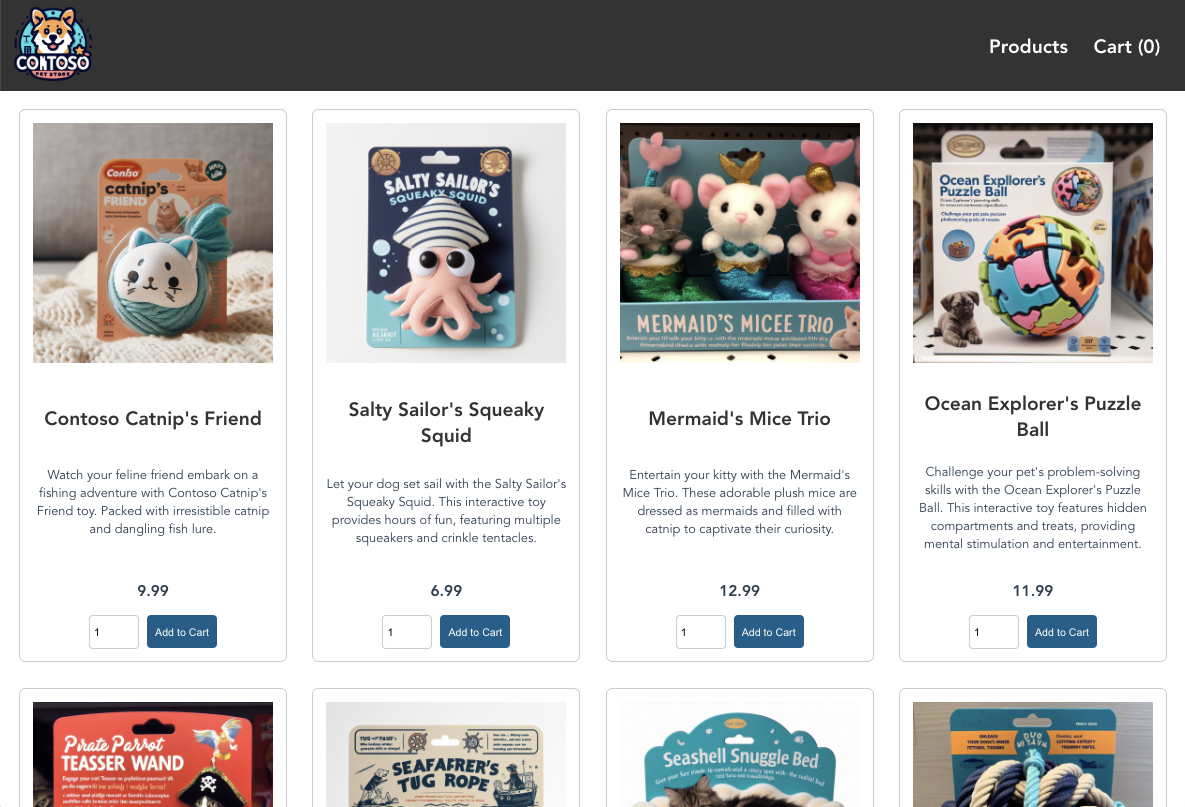 CONTOSO
PET STORE
Products
Cart (0)
Conlso
catnip's
FRIEND
SALTY SAILOR'S
SQUEAKY SQUID
MERMAID'S MICEE TRIO
Ocean Expllorer's
Puzzle Ball
Contoso Catnip's Friend
Watch your feline friend embark on a
fishing adventure with Contoso Catnip's
Friend toy. Packed with irresistible catnip
and dangling fish lure.
9.99
1
Add to Cart
Salty Sailor's Squeaky
Squid
Let your dog set sail with the Salty Sailor's
Squeaky Squid. This interactive toy
provides hours of fun, featuring multiple
squeakers and crinkle tentacles.
6.99
1
Add to Cart
Mermaid's Mice Trio
Entertain your kitty with the Mermaid's
Mice Trio. These adorable plush mice are
dressed as mermaids and filled with
catnip to captivate their curiosity.
12.99
1
Add to Cart
Ocean Explorer's Puzzle
Ball
Challenge your pet's problem-solving
skills with the Ocean Explorer's Puzzle
Ball. This interactive toy features hidden
compartments and treats, providing
mental stimulation and entertainment.
11.99
1
Add to Cart
Pirate Parrot
TEASSER WAND
SEAFAFRER'S
TUG ROPE
Seashell Snuggle Bed